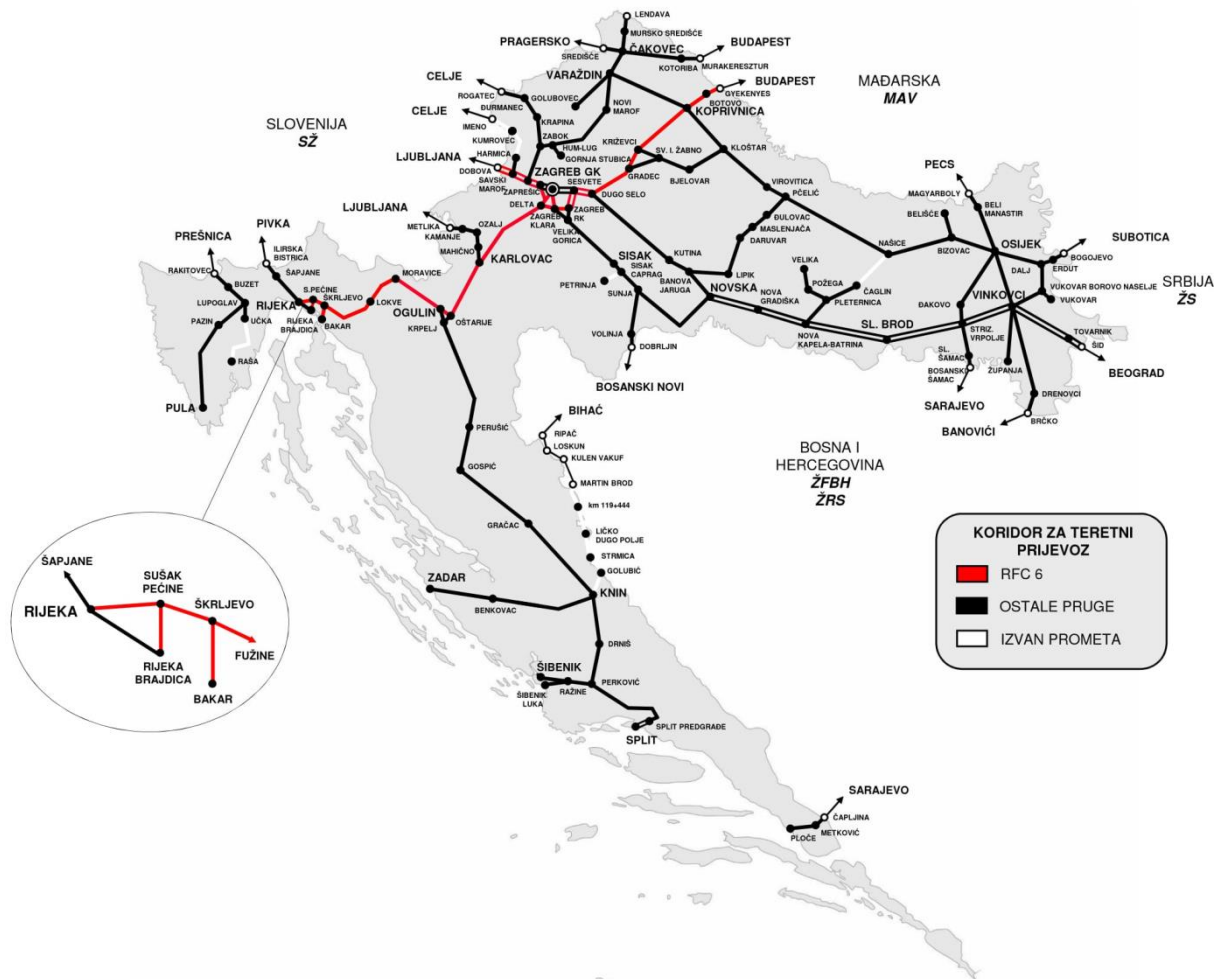 LENDAVA
MURSKO SREDIŠĆE
PRAGERSKO
ČAKOVEC
BUDAPEST
SREDIŠĆE
KOTORIBA
MURAKERESZTUR
CELJE
VARAŽDIN
BUDAPEST
MAĐARSKA
MAV
ROGATEC
GOLUBOVEC
GYEKENYES
BOTOVO
ĐURMANEC
NOVI
MAROF
KOPRIVNICA
CELJE
KRAPINA
SLOVENIJA
SŽ
IMENO
KUMROVEC
ZABOK
HUM-LUG
GORNJA STUBICA
KRIŽEVCI
SV. I. ŽABNO
KLOŠTAR
HARMICA
LJUBLJANA
DOBOVA
SAVSKI
MAROF
ZAGREB GK
SESVETE
GRADEC
BJELOVAR
PECS
ZAPREŠIĆ
DUGO SELO
VIROVITICA
PČELIĆ
MAGYARBOLY
BELI
MANASTIR
DELTA
ZAGREB
KLARA
ZAGREB
RK
VELIKA
GORICA
LJUBLJANA
BELIŠĆE
PIVKA
METLIKA
KAMANJE
OZALJ
MAHIČNO
ĐULOVAC
MASLENJAČA
DARUVAR
BIZOVAC
OSIJEK
SUBOTICA
PREŠNICA
ILIRSKA
BISTRICA
KARLOVAC
SISAK
SISAK
CAPRAG
KUTINA
NAŠICE
DALJ
ERDUT
BOGOJEVO
RAKITOVEC
BUZET
ŠAPJANE
MORAVICE
PETRINJA
SUNJA
BANOVA
JARUGA
LIPIK
VELIKA
POŽEGA
ČAGLIN
VUKOVAR BOROVO NASELJE
VUKOVAR
SRBIJA
ŽS
LUPOGLAV
RIJEKA
S.PEĆINE
ŠKRLJEVO
NOVSKA
NOVA
GRADIŠKA
PLETERNICA
ĐAKOVO
VINKOVCI
PAZIN
UČKA
RIJEKA
BRAJDICA
BAKAR
LOKVE
OGULIN
OŠTARIJE
KRPELJ
VOLINJA
DOBRLJIN
NOVA
KAPELA-BATRINA
SL. BROD
STRIZ.
VRPOLJE
TOVARNIK
ŠID
RAŠA
BOSANSKI NOVI
SL.
ŠAMAC
BOSANSKI
ŠAMAC
ŽUPANJA
BEOGRAD
PULA
SARAJEVO
DRENOVCI
BRČKO
BANOVIĆI
BIHAĆ
PERUŠIĆ
RIPAČ
LOSKUN
KULEN VAKUF
BOSNA I
HERCEGOVINA
ŽFBH
ŽRS
GOSPIĆ
MARTIN BROD
km 119+444
GRAČAC
LIČKO
DUGO POLJE
STRMICA
GOLUBIĆ
KORIDOR ZA TERETNI
PRIJEVOZ
RFC 6
OSTALE PRUGE
IZVAN PROMETA
ŠAPJANE
SUŠAK
PEĆINE
ŠKRLJEVO
RIJEKA
FUŽINE
RIJEKA
BRAJDICA
BAKAR
ZADAR
BENKOVAC
KNIN
DRNIŠ
ŠIBENIK
ŠIBENIK
LUKA
RAŽINE
PERKOVIĆ
SPLIT PREDGRAĐE
SPLIT
SARAJEVO
ČAPLJINA
PLOČE
METKOVIĆ